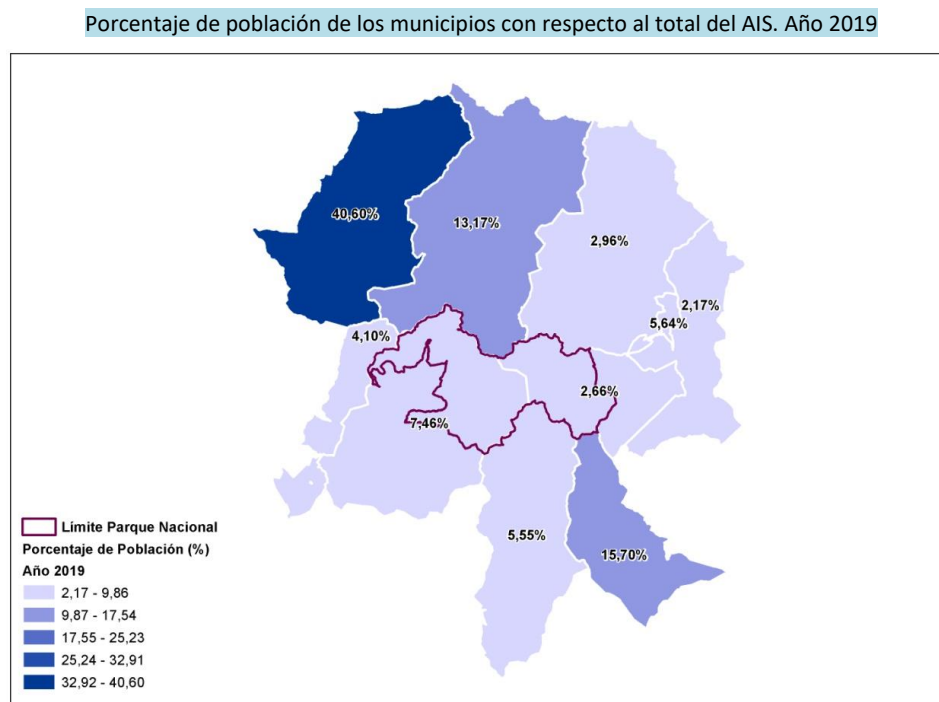 Porcentaje de población de los municipios con respecto al total del AIS. Año 2019
40,60%
13,17%
2,96%
2,17%
5,64%
4,10%
2,66%
7,46%
5,55%
15,70%
Límite Parque Nacional
Porcentaje de Población (%)
Año 2019
2,17 - 9,86
9,87 - 17,54
17,55 - 25,23
25,24 - 32,91
32,92 - 40,60